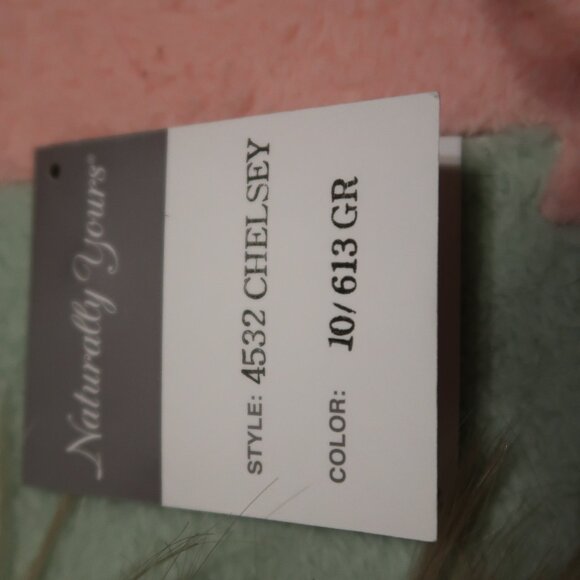 Naturally Yours®
STYLE: 4532 CHELSEY
COLOR: 10/613 GR